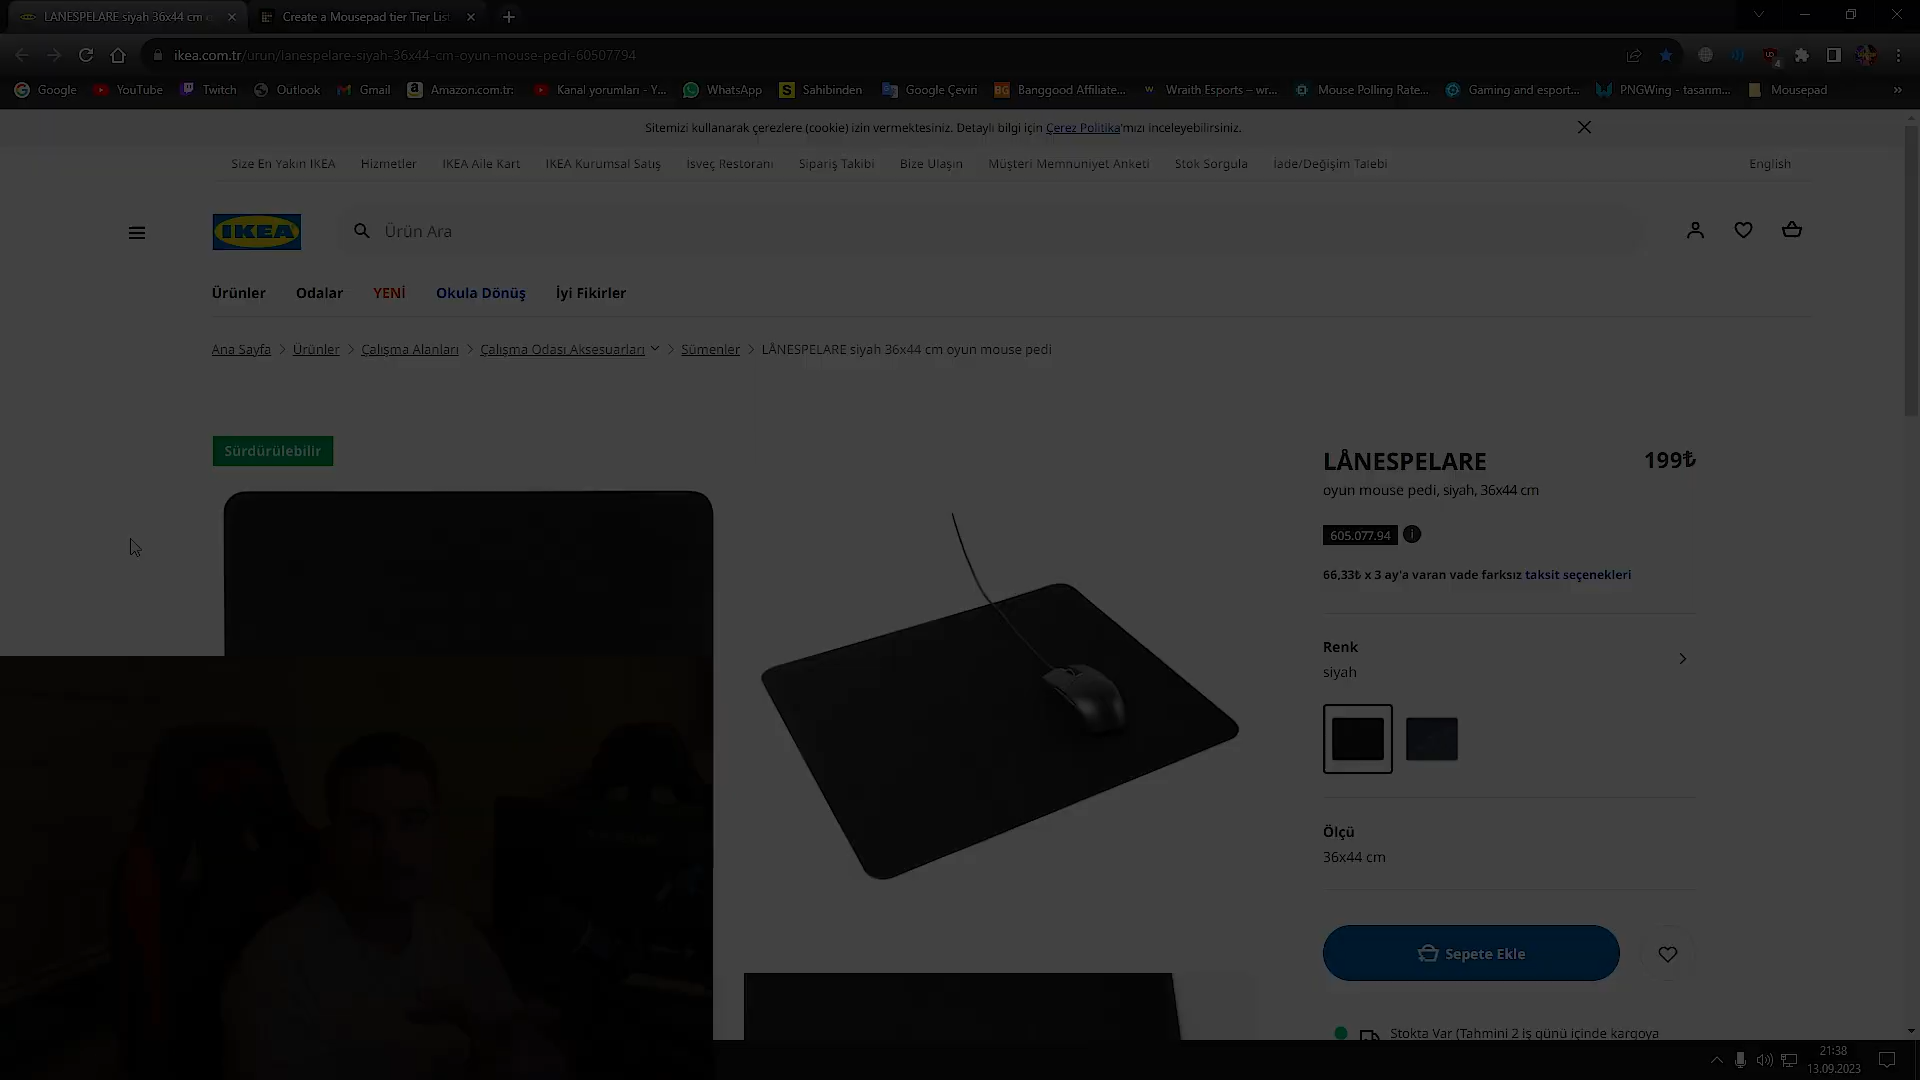 LANESPELARE siyah 36x44 cm o
Create a Mousepad tier Tier List
ikea.com.tr/urun/lanespelare-siyah-36x44-cm-oyun-mouse-pedi-60507794
4
Google
YouTube
Twitch
Outlook
Gmail
Amazon.com.tr:
Kanal yorumları - Y...
WhatsApp
Sahibinden
Google Çeviri
BG
Banggood Affiliate...
Wraith Esports – wr...
Mouse Polling Rate...
Gaming and esport...
PNGWing - tasarım...
Mousepad
»
Sitemizi kullanarak çerezlere (cookie) izin vermektesiniz. Detaylı bilgi için Çerez Politika'mızı inceleyebilirsiniz.
Size En Yakın IKEA
Hizmetler
IKEA Aile Kart
IKEA Kurumsal Satış
İsveç Restoranı
Sipariş Takibi
Bize Ulaşın
Müşteri Memnuniyet Anketi
Stok Sorgula
İade/Değişim Talebi
English
IKEA
Ürün Ara
Ürünler
Odalar
YENİ
Okula Dönüş
İyi Fikirler
Ana Sayfa > Ürünler > Çalışma Alanları > Çalışma Odası Aksesuarları > Sümenler > LÅNESPELARE siyah 36x44 cm oyun mouse pedi
Sürdürülebilir
LÅNESPELARE
199₺
oyun mouse pedi, siyah, 36x44 cm
605.077.94
66,33₺ x 3 ay'a varan vade farksız taksit seçenekleri
Renk
siyah
Ölçü
36x44 cm
Sepete Ekle
Stokta Var (Tahmini 2 iş günü içinde kargoya
21:38
13.09.2023